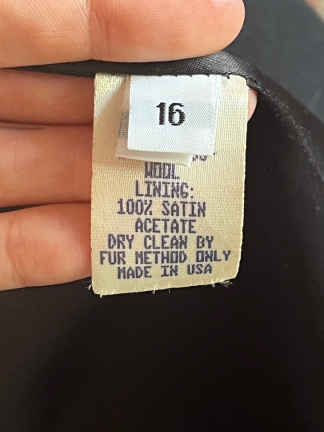 16
WOOL
LINING:
100% SATIN
ACETATE
DRY CLEAN BY
FUR METHOD ONLY
MADE IN USA